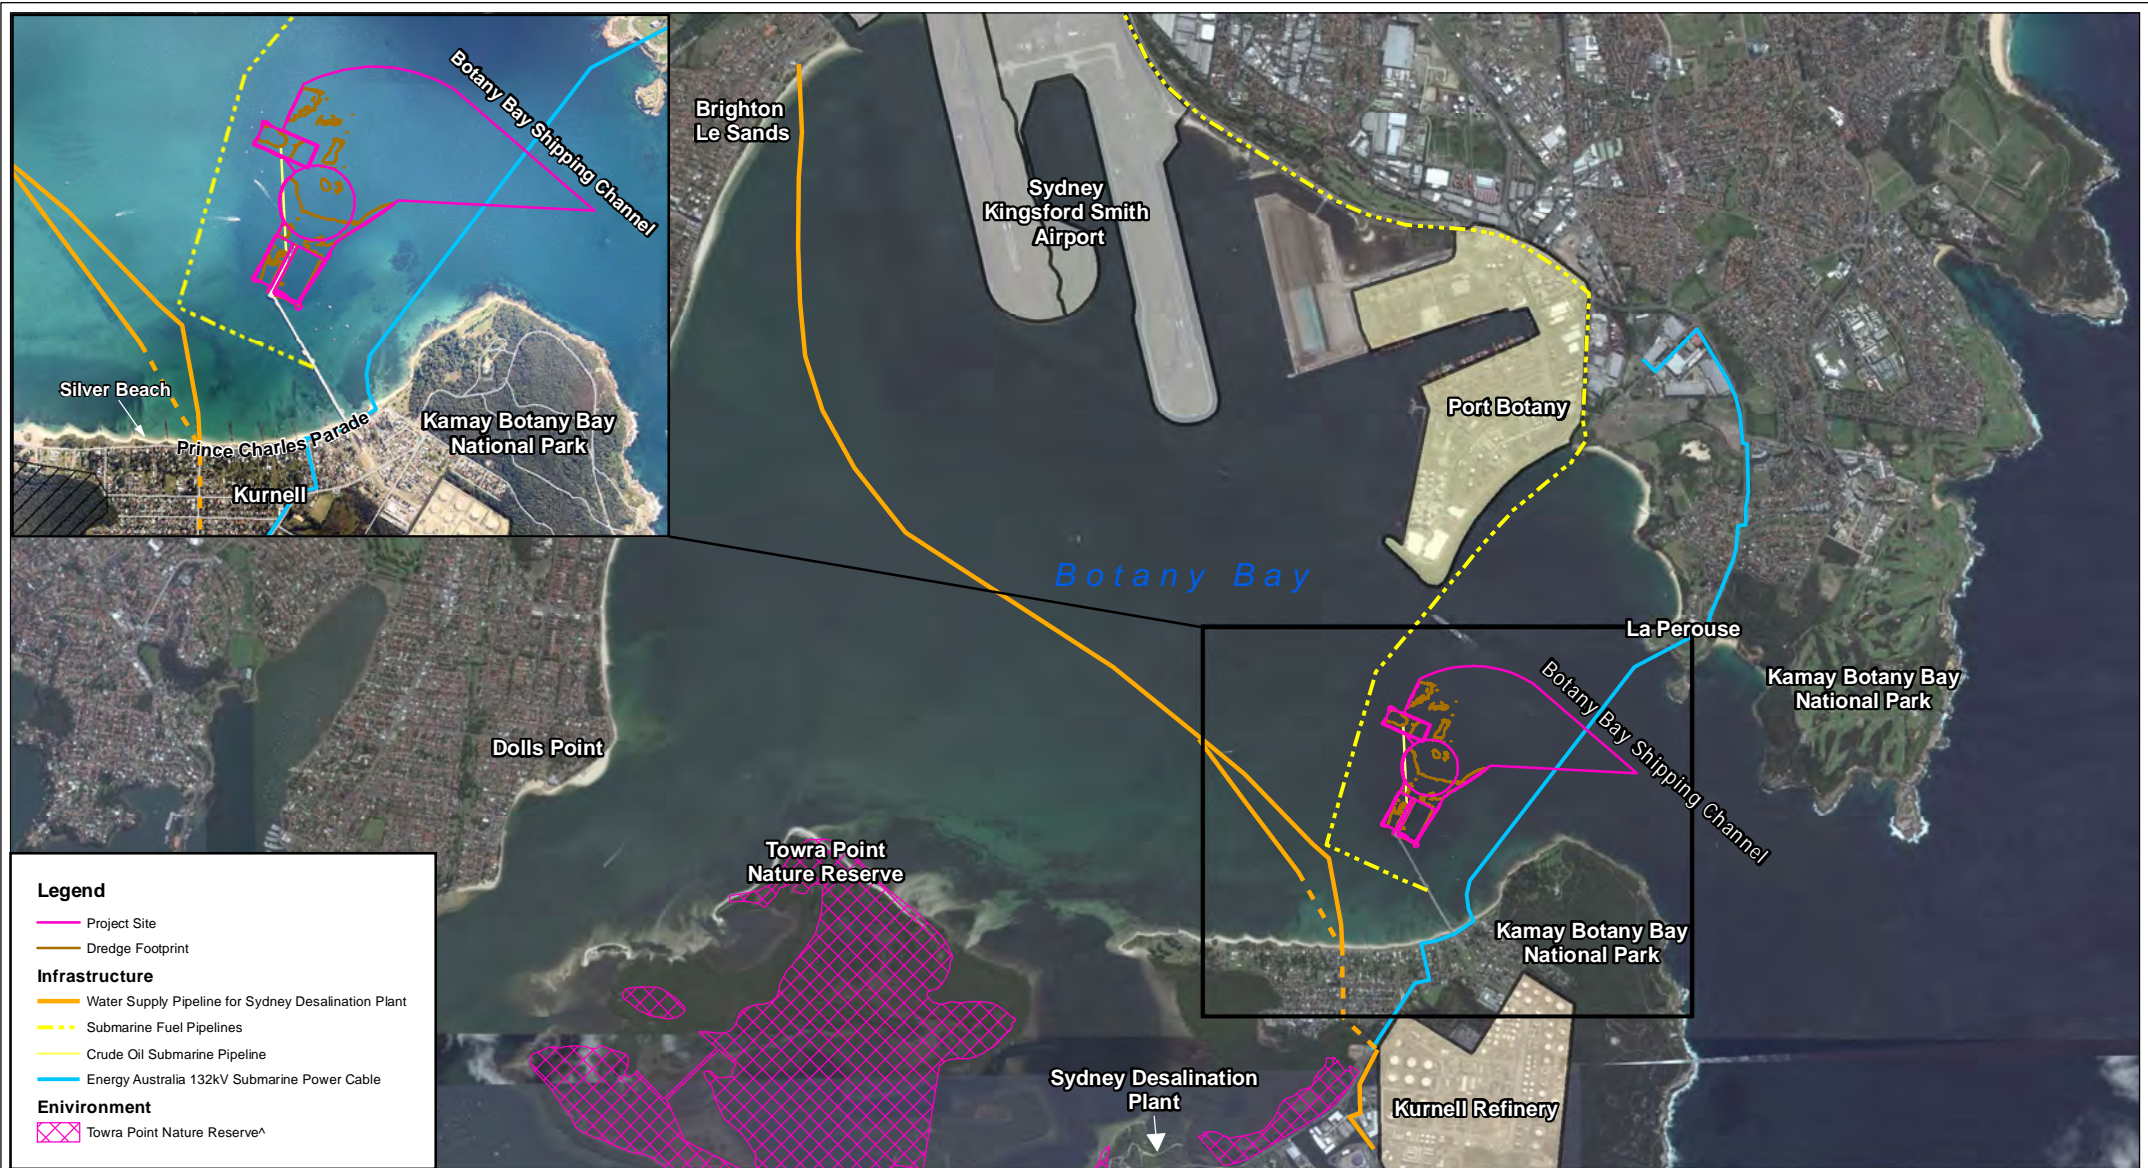 Botany Bay Shipping Channel
Silver Beach
Prince Charles Parade
Kamay Botany Bay
National Park
Kurnell
Brighton
Le Sands
Sydney
Kingsford Smith
Airport
Port Botany
Botany Bay
La Perouse
Kamay Botany Bay
National Park
Botany Bay Shipping Channel
Dolls Point
Towra Point
Nature Reserve
Kamay Botany Bay
National Park
Sydney Desalination
Plant
Kurnell Refinery
Legend
Project Site
Dredge Footprint
Infrastructure
Water Supply Pipeline for Sydney Desalination Plant
Submarine Fuel Pipelines
Crude Oil Submarine Pipeline
Energy Australia 132kV Submarine Power Cable
Enivironment
Towra Point Nature Reserve^